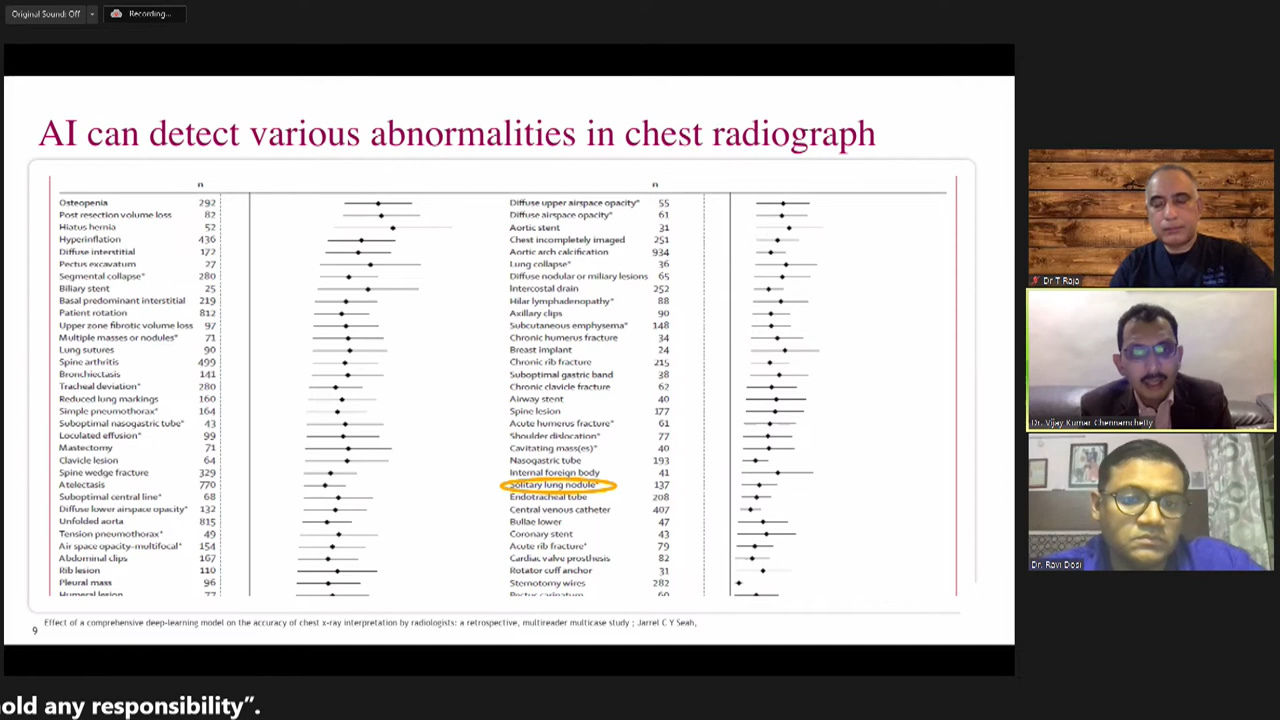 Original Sound: Off
Recording...
AI can detect various abnormalities in chest radiograph
n
Osteopenia 292
Post resection volume loss 82
Hiatus hernia 52
Hyperinflation 436
Diffuse interstitial 172
Pectus excavatum 27
Segmental collapse* 280
Biliary stent 25
Basal predominant interstitial 219
Patient rotation 812
Upper zone fibrotic volume loss 97
Multiple masses or nodules* 71
Lung sutures 90
Spine arthritis 499
Bronchiectasis 141
Tracheal deviation* 280
Reduced lung markings 160
Simple pneumothorax* 164
Suboptimal nasogastric tube* 43
Loculated effusion* 99
Mastectomy 71
Clavicle lesion 64
Spine wedge fracture 329
Atelectasis 770
Suboptimal central line* 68
Diffuse lower airspace opacity* 132
Unfolded aorta 815
Tension pneumothorax* 49
Air space opacity-multifocal* 154
Abdominal clips 167
Rib lesion 110
Pleural mass 96
Humeral lesion 77
n
Diffuse upper airspace opacity* 55
Diffuse airspace opacity* 61
Aortic stent 31
Chest incompletely imaged 251
Aortic arch calcification 934
Lung collapse* 36
Diffuse nodular or miliary lesions 65
Intercostal drain 252
Hilar lymphadenopathy* 88
Axillary clips 90
Subcutaneous emphysema* 148
Chronic humerus fracture 34
Breast implant 24
Chronic rib fracture 215
Suboptimal gastric band 38
Chronic clavicle fracture 62
Airway stent 40
Spine lesion 177
Acute humerus fracture* 61
Shoulder dislocation* 77
Cavitating mass(es)* 40
Nasogastric tube 193
Internal foreign body 41
Solitary lung nodule* 137
Endotracheal tube 208
Central venous catheter 407
Bullae lower 47
Coronary stent 43
Acute rib fracture* 79
Cardiac valve prosthesis 82
Rotator cuff anchor 31
Sternotomy wires 282
Pectus carinatum 60
Effect of a comprehensive deep-learning model on the accuracy of chest x-ray interpretation by radiologists: a retrospective, multireader multicase study ; Jarrel C Y Seah,
9
Dr T Raja
Dr. Vijay Kumar Chennamchetty
Dr. Ravi Dosi
old any responsibility”.